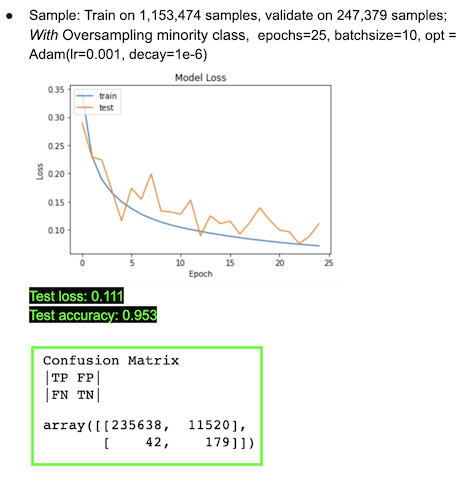 • Sample: Train on 1,153,474 samples, validate on 247,379 samples;
With Oversampling minority class, epochs=25, batchsize=10, opt =
Adam(lr=0.001, decay=1e-6)
Model Loss
0.35
0.30
0.25
0.20
0.15
0.10
Loss
train
test
0 5 10 15 20 25
Epoch
Test loss: 0.111
Test accuracy: 0.953
Confusion Matrix
|TP FP|
|FN TN|
array([[235638, 11520],
[ 42, 179]])